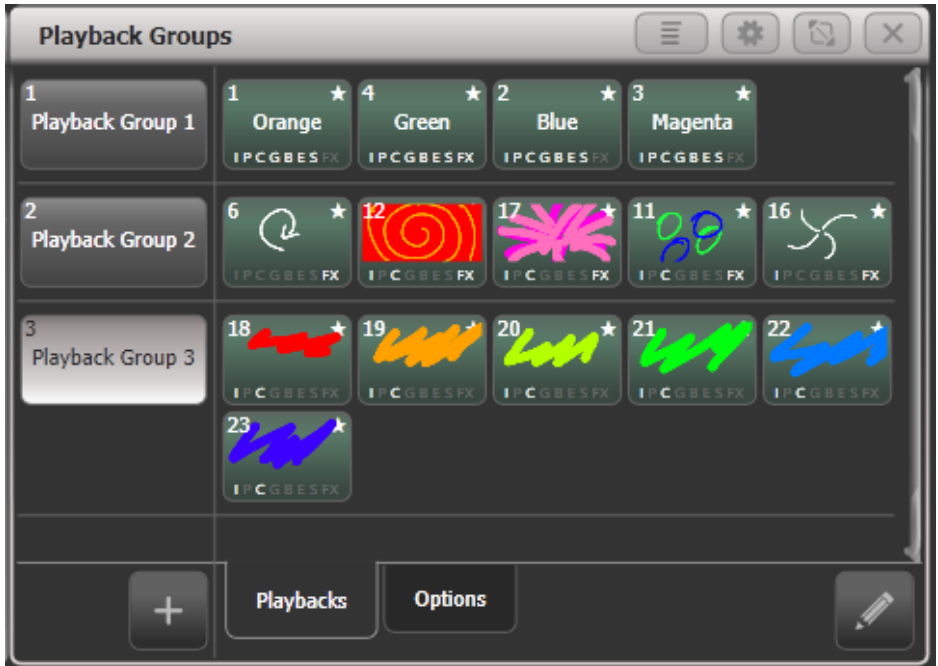 Playback Groups
1
Playback Group 1
1 4 2 3
Orange Green Blue Magenta
IPCGBESFX IPCGBESFX IPCGBESFX IPCGBESFX
2
Playback Group 2
6 12 17 11 16
IPCGBESFX IPCGBESFX IPCGBESFX IPCGBESFX IPCGBESFX
3
Playback Group 3
18 19 20 21 22
IPCGBESFX IPCGBESFX IPCGBESFX IPCGBESFX IPCGBESFX
23
IPCGBESFX
+
Playbacks Options